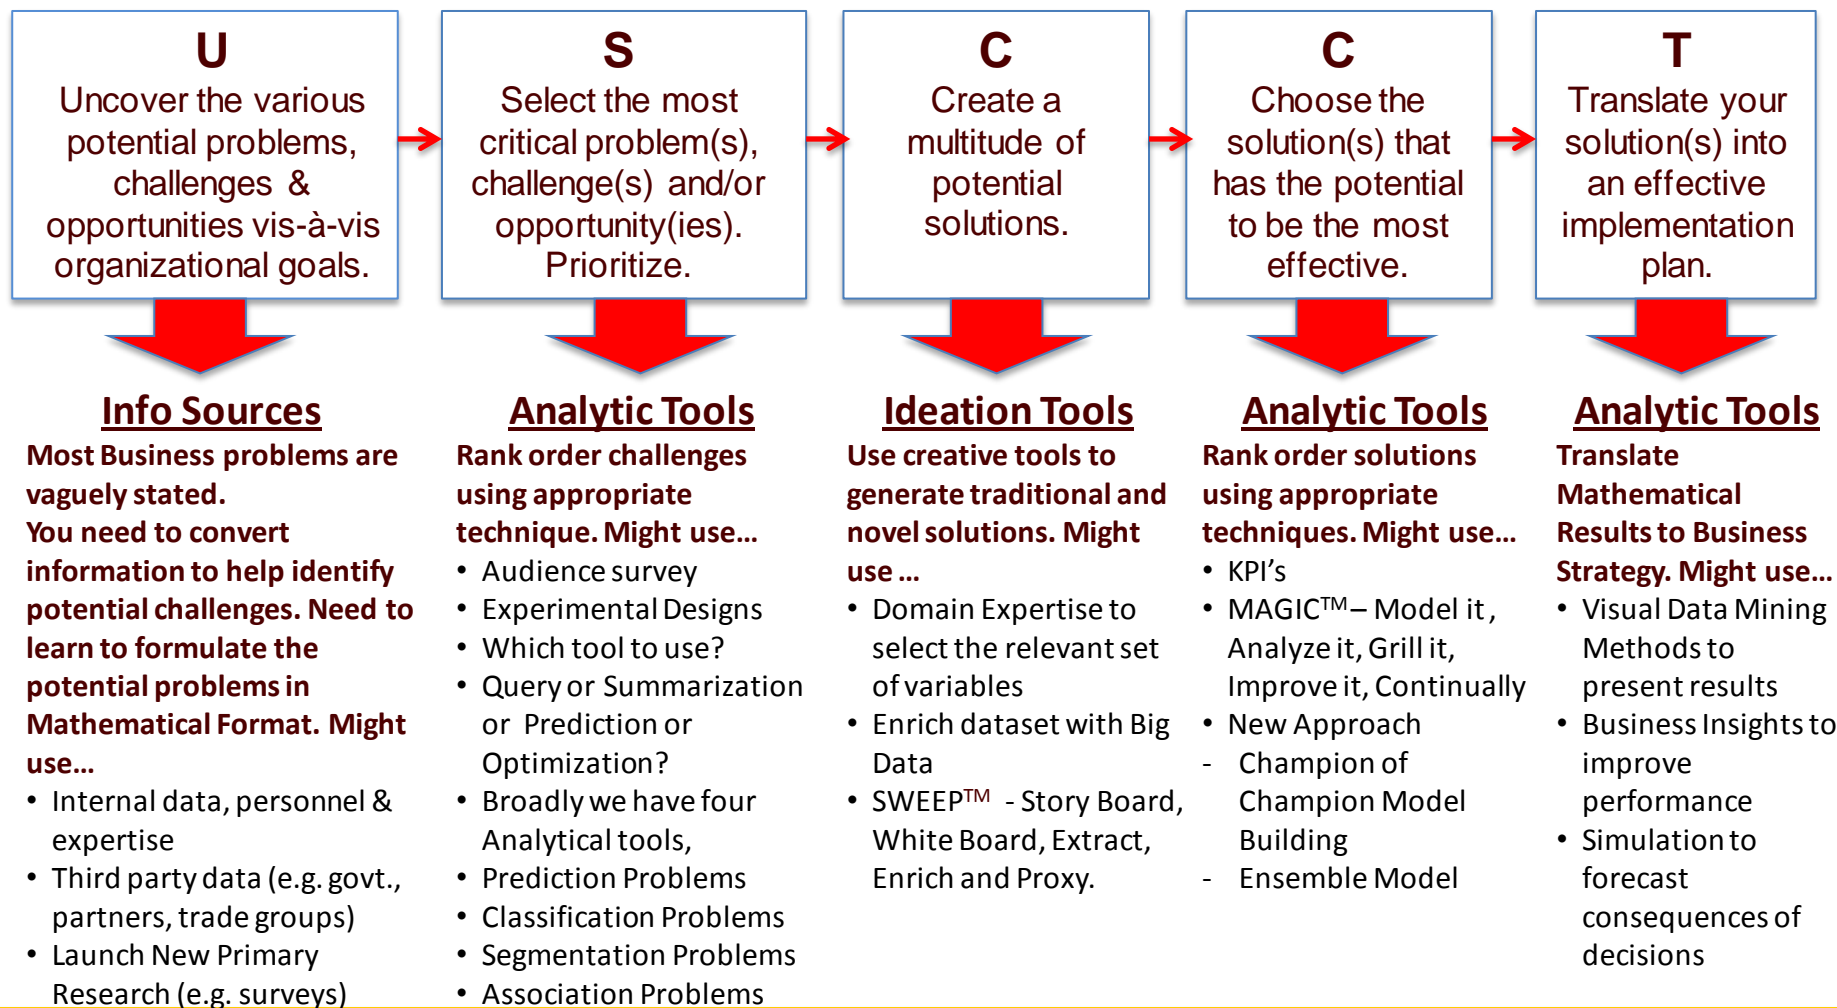 U
Uncover the various
potential problems,
challenges &
opportunities vis-à-vis
organizational goals.
S
Select the most
critical problem(s),
challenge(s) and/or
opportunity(ies).
Prioritize.
C
Create a
multitude of
potential
solutions.
C
Choose the
solution(s) that
has the potential
to be the most
effective.
T
Translate your
solution(s) into
an effective
implementation
plan.
Info Sources
Most Business problems are
vaguely stated.
You need to convert
information to help identify
potential challenges. Need to
learn to formulate the
potential problems in
Mathematical Format. Might
use…
• Internal data, personnel &
expertise
• Third party data (e.g. govt.,
partners, trade groups)
• Launch New Primary
Research (e.g. surveys)
Analytic Tools
Rank order challenges
using appropriate
technique. Might use…
• Audience survey
• Experimental Designs
• Which tool to use?
• Query or Summarization
or Prediction or
Optimization?
• Broadly we have four
Analytical tools,
• Prediction Problems
• Classification Problems
• Segmentation Problems
• Association Problems
Ideation Tools
Use creative tools to
generate traditional and
novel solutions. Might
use …
• Domain Expertise to
select the relevant set
of variables
• Enrich dataset with Big
Data
• SWEEP™ - Story Board,
White Board, Extract,
Enrich and Proxy.
Analytic Tools
Rank order solutions
using appropriate
techniques. Might use…
• KPI's
• MAGIC™ – Model it,
Analyze it, Grill it,
Improve it, Continually
• New Approach
- Champion of
Champion Model
Building
- Ensemble Model
Analytic Tools
Translate
Mathematical
Results to Business
Strategy. Might use…
• Visual Data Mining
Methods to
present results
• Business Insights to
improve
performance
• Simulation to
forecast
consequences of
decisions